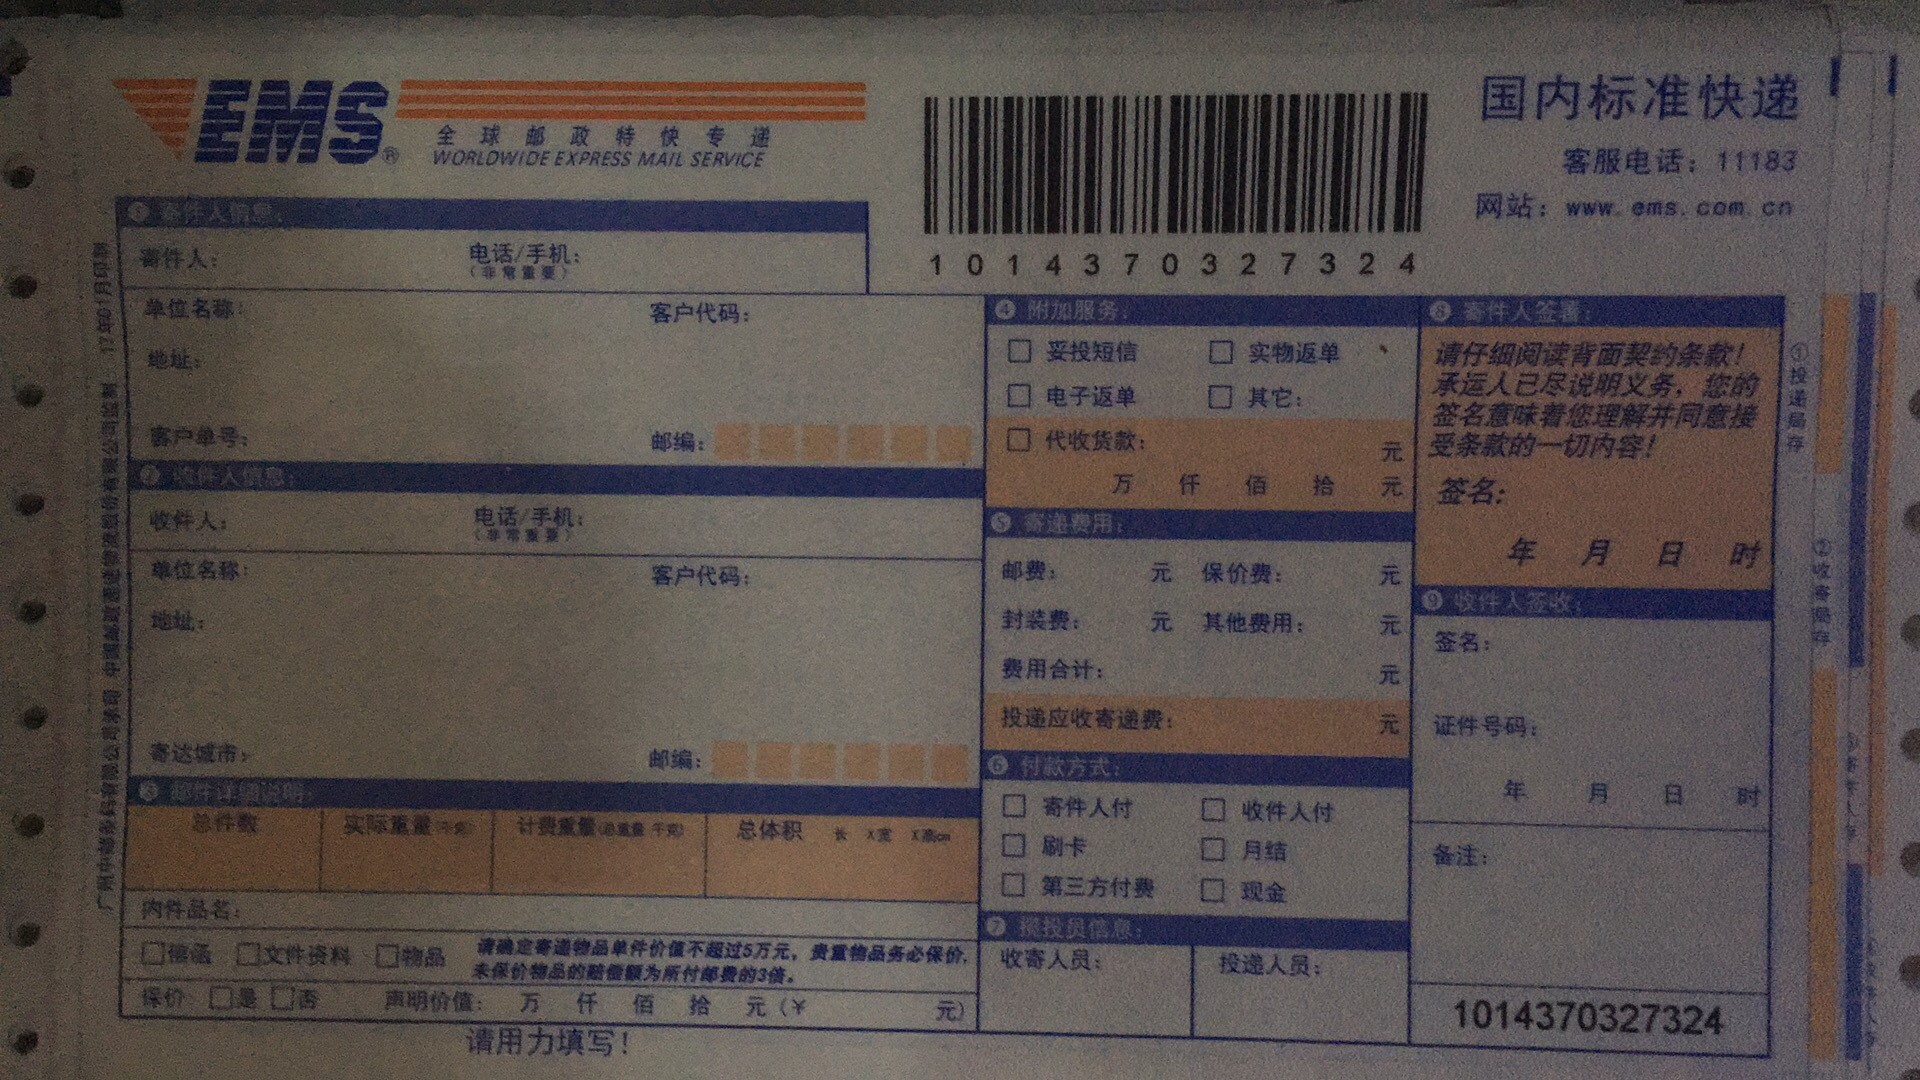 EMS®
全球邮政特快专递
WORLDWIDE EXPRESS MAIL SERVICE
1014370327324
国内标准快递
客服电话：11183
网站：www.ems.com.cn
❶ 寄件人信息：
寄件人： 电话/手机：
（非常重要）
单位名称： 客户代码：
地址：
客户单号： 邮编：
❷ 收件人信息：
收件人： 电话/手机：
（非常重要）
单位名称： 客户代码：
地址：
寄达城市： 邮编：
❸ 邮件详细说明：
总件数 实际重量（千克） 计费重量（总重量 千克） 总体积 长 X宽 X高cm
内件品名：
□信函 □文件资料 □物品
请确定寄递物品单件价值不超过5万元，贵重物品务必保价，
未保价物品的赔偿额为所付邮费的3倍。
保价 □是 □否 声明价值： 万 仟 佰 拾 元（¥ 元）
请用力填写！
❹ 附加服务：
□ 妥投短信 □ 实物返单
□ 电子返单 □ 其它：
□ 代收货款： 元
万 仟 佰 拾 元
❺ 寄递费用：
邮费： 元 保价费： 元
封装费： 元 其他费用： 元
费用合计： 元
投递应收寄递费： 元
❻ 付款方式：
□ 寄件人付 □ 收件人付
□ 刷卡 □ 月结
□ 第三方付费 □ 现金
❼ 揽投员信息：
收寄人员： 投递人员：
❽ 寄件人签署：
请仔细阅读背面契约条款！
承运人已尽说明义务，您的
签名意味着您理解并同意接
受条款的一切内容！
签名：
年 月 日 时
❾ 收件人签收：
签名：
证件号码：
年 月 日 时
备注：
1014370327324
①投递局存
②收寄局存